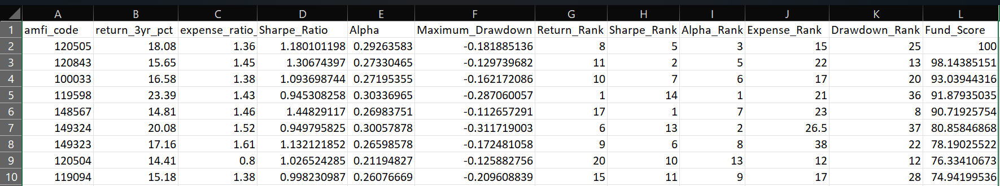 A B C D E F G H I J K L
1 amfi_code return_3yr_pct expense_ratio_ Sharpe_Ratio Alpha Maximum_Drawdown Return_Rank Sharpe_Rank Alpha_Rank Expense_Rank Drawdown_Rank Fund_Score
2 120505 18.08 1.36 1.180101198 0.29263583 -0.181885136 8 5 3 15 25 100
3 120843 15.65 1.45 1.30674397 0.27330465 -0.129739682 11 2 5 22 13 98.14385151
4 100033 16.58 1.38 1.093698744 0.27195355 -0.162172086 10 7 6 17 20 93.03944316
5 119598 23.39 1.43 0.945308258 0.30336965 -0.287060057 1 14 1 21 36 91.87935035
6 148567 14.81 1.46 1.44829117 0.26983751 -0.112657291 17 1 7 23 8 90.71925754
7 149324 20.08 1.52 0.949795825 0.30057878 -0.311719003 6 13 2 26.5 37 80.85846868
8 149323 17.16 1.61 1.132121852 0.26598578 -0.172481058 9 6 8 38 22 78.19025522
9 120504 14.41 0.8 1.026524285 0.21194827 -0.125882756 20 10 13 12 12 76.33410673
10 119094 15.18 1.38 0.998230987 0.26076669 -0.209608839 15 11 9 17 28 74.94199536